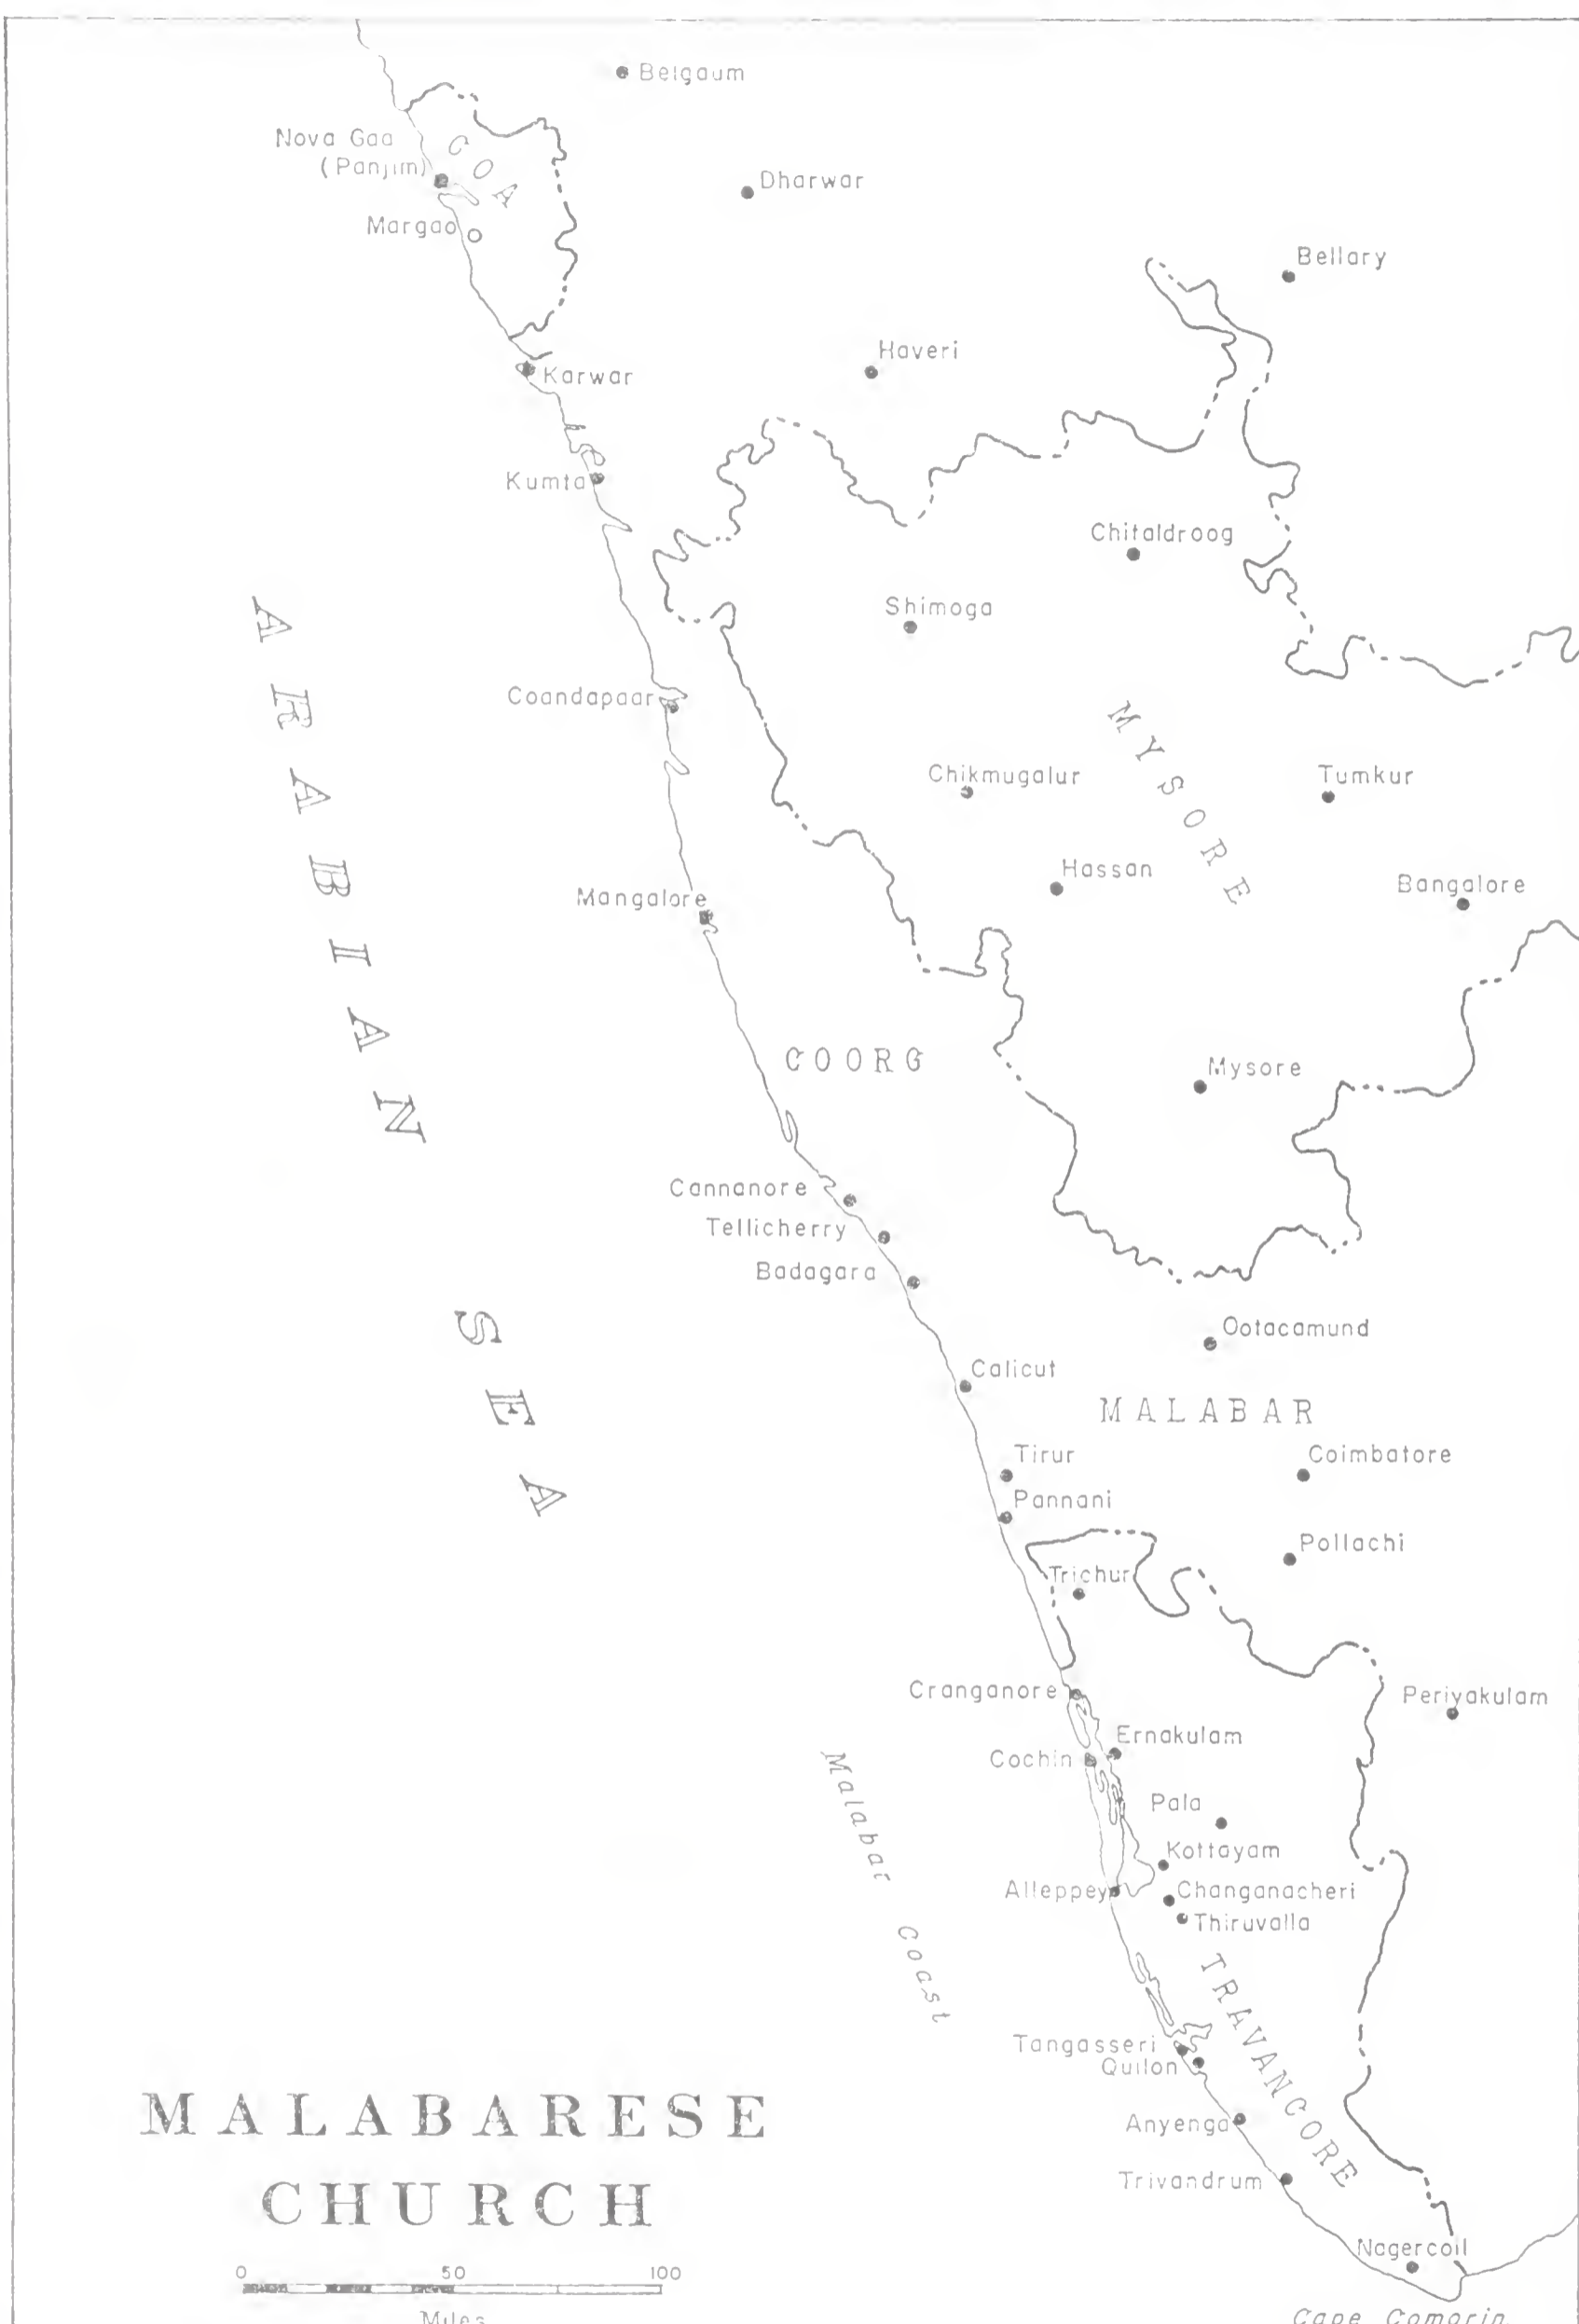 Belgaum
Nova Gaa
(Panjim)
GOA
Dharwar
Margao
Bellary
Haveri
Karwar
Kumta
Chitaldroog
Shimoga
ARABIAN SEA
Coandapaar
MYSORE
Chikmugalur
Tumkur
Hassan
Bangalore
Mangalore
COORG
Mysore
Cannanore
Tellicherry
Badagara
Ootacamund
Calicut
MALABAR
Tirur
Coimbatore
Pannani
Pollachi
Trichur
Cranganore
Periyakulam
Ernakulam
Cochin
Malabar Coast
Pala
Kottayam
Alleppey
Changanacheri
Thiruvalla
TRAVANCORE
Tangasseri
Quilon
Anyenga
Trivandrum
Nagercoil
MALABARESE
CHURCH
0 50 100
Miles
Cape Comorin